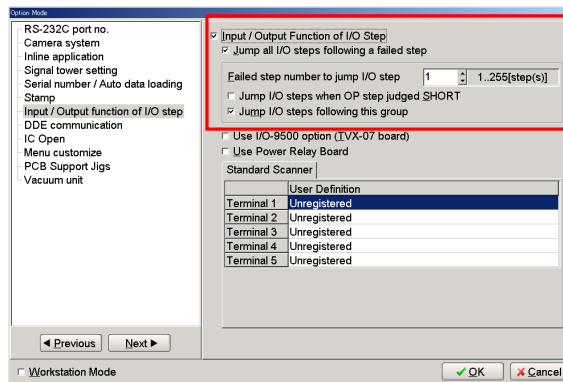 Option Mode
RS-232C port no.
Camera system
Inline application
Signal tower setting
Serial number / Auto data loading
Stamp
Input / Output function of I/O step
DDE communication
IC Open
Menu customize
PCB Support Jigs
Vacuum unit
Previous
Next
Input / Output Function of I/O Step
Jump all I/O steps following a failed step
Failed step number to jump I/O step 1 1..255[step(s)]
Jump I/O steps when OP step judged SHORT
Jump I/O steps following this group
Use I/O-9500 option (TVX-07 board)
Use Power Relay Board
Standard Scanner
User Definition
Terminal 1 Unregistered
Terminal 2 Unregistered
Terminal 3 Unregistered
Terminal 4 Unregistered
Terminal 5 Unregistered
Workstation Mode
OK
Cancel